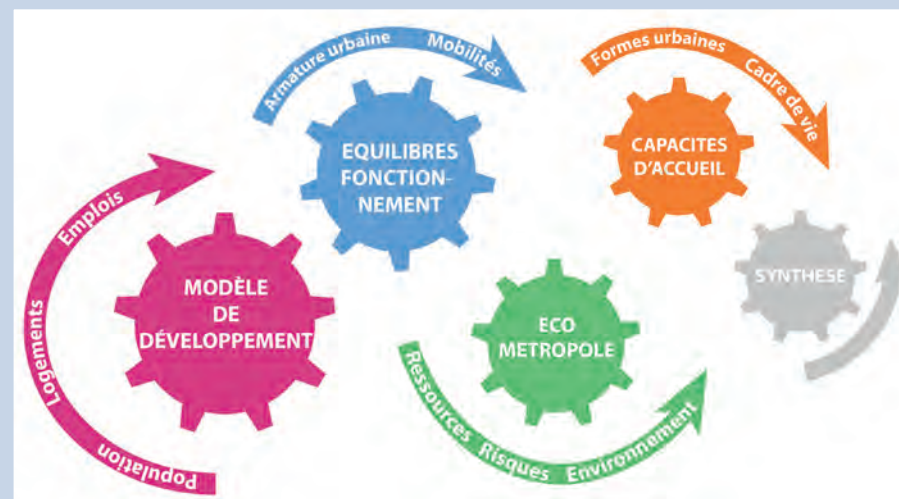 Population Logements Emplois
MODÈLE
DE
DÉVELOPPEMENT
Armature urbaine Mobilités
EQUILIBRES
FONCTION-
NEMENT
Ressources Risques Environnement
ECO
METROPOLE
Formes urbaines Cadre de vie
CAPACITES
D'ACCUEIL
SYNTHESE